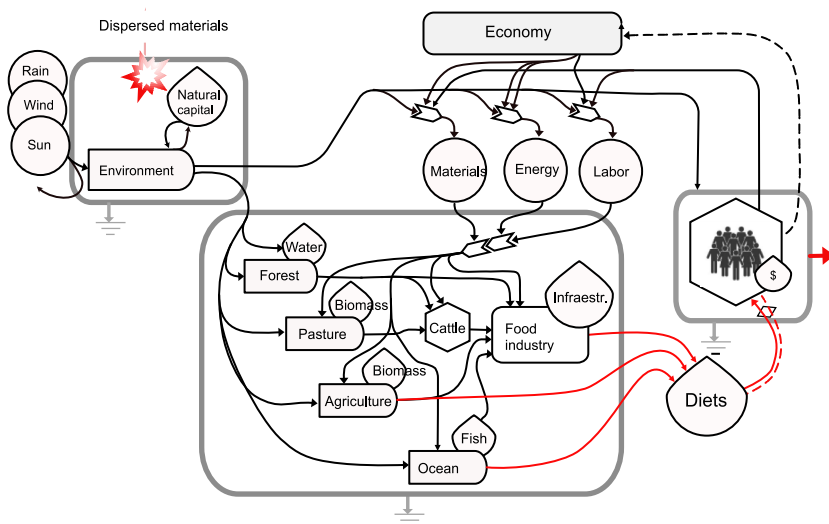 Dispersed materials
Economy
Rain
Wind
Sun
Natural
capital
Environment
Materials
Energy
Labor
Water
Forest
Biomass
Pasture
Cattle
Infraestr.
Food
industry
$
Biomass
Agriculture
Diets
Fish
Ocean